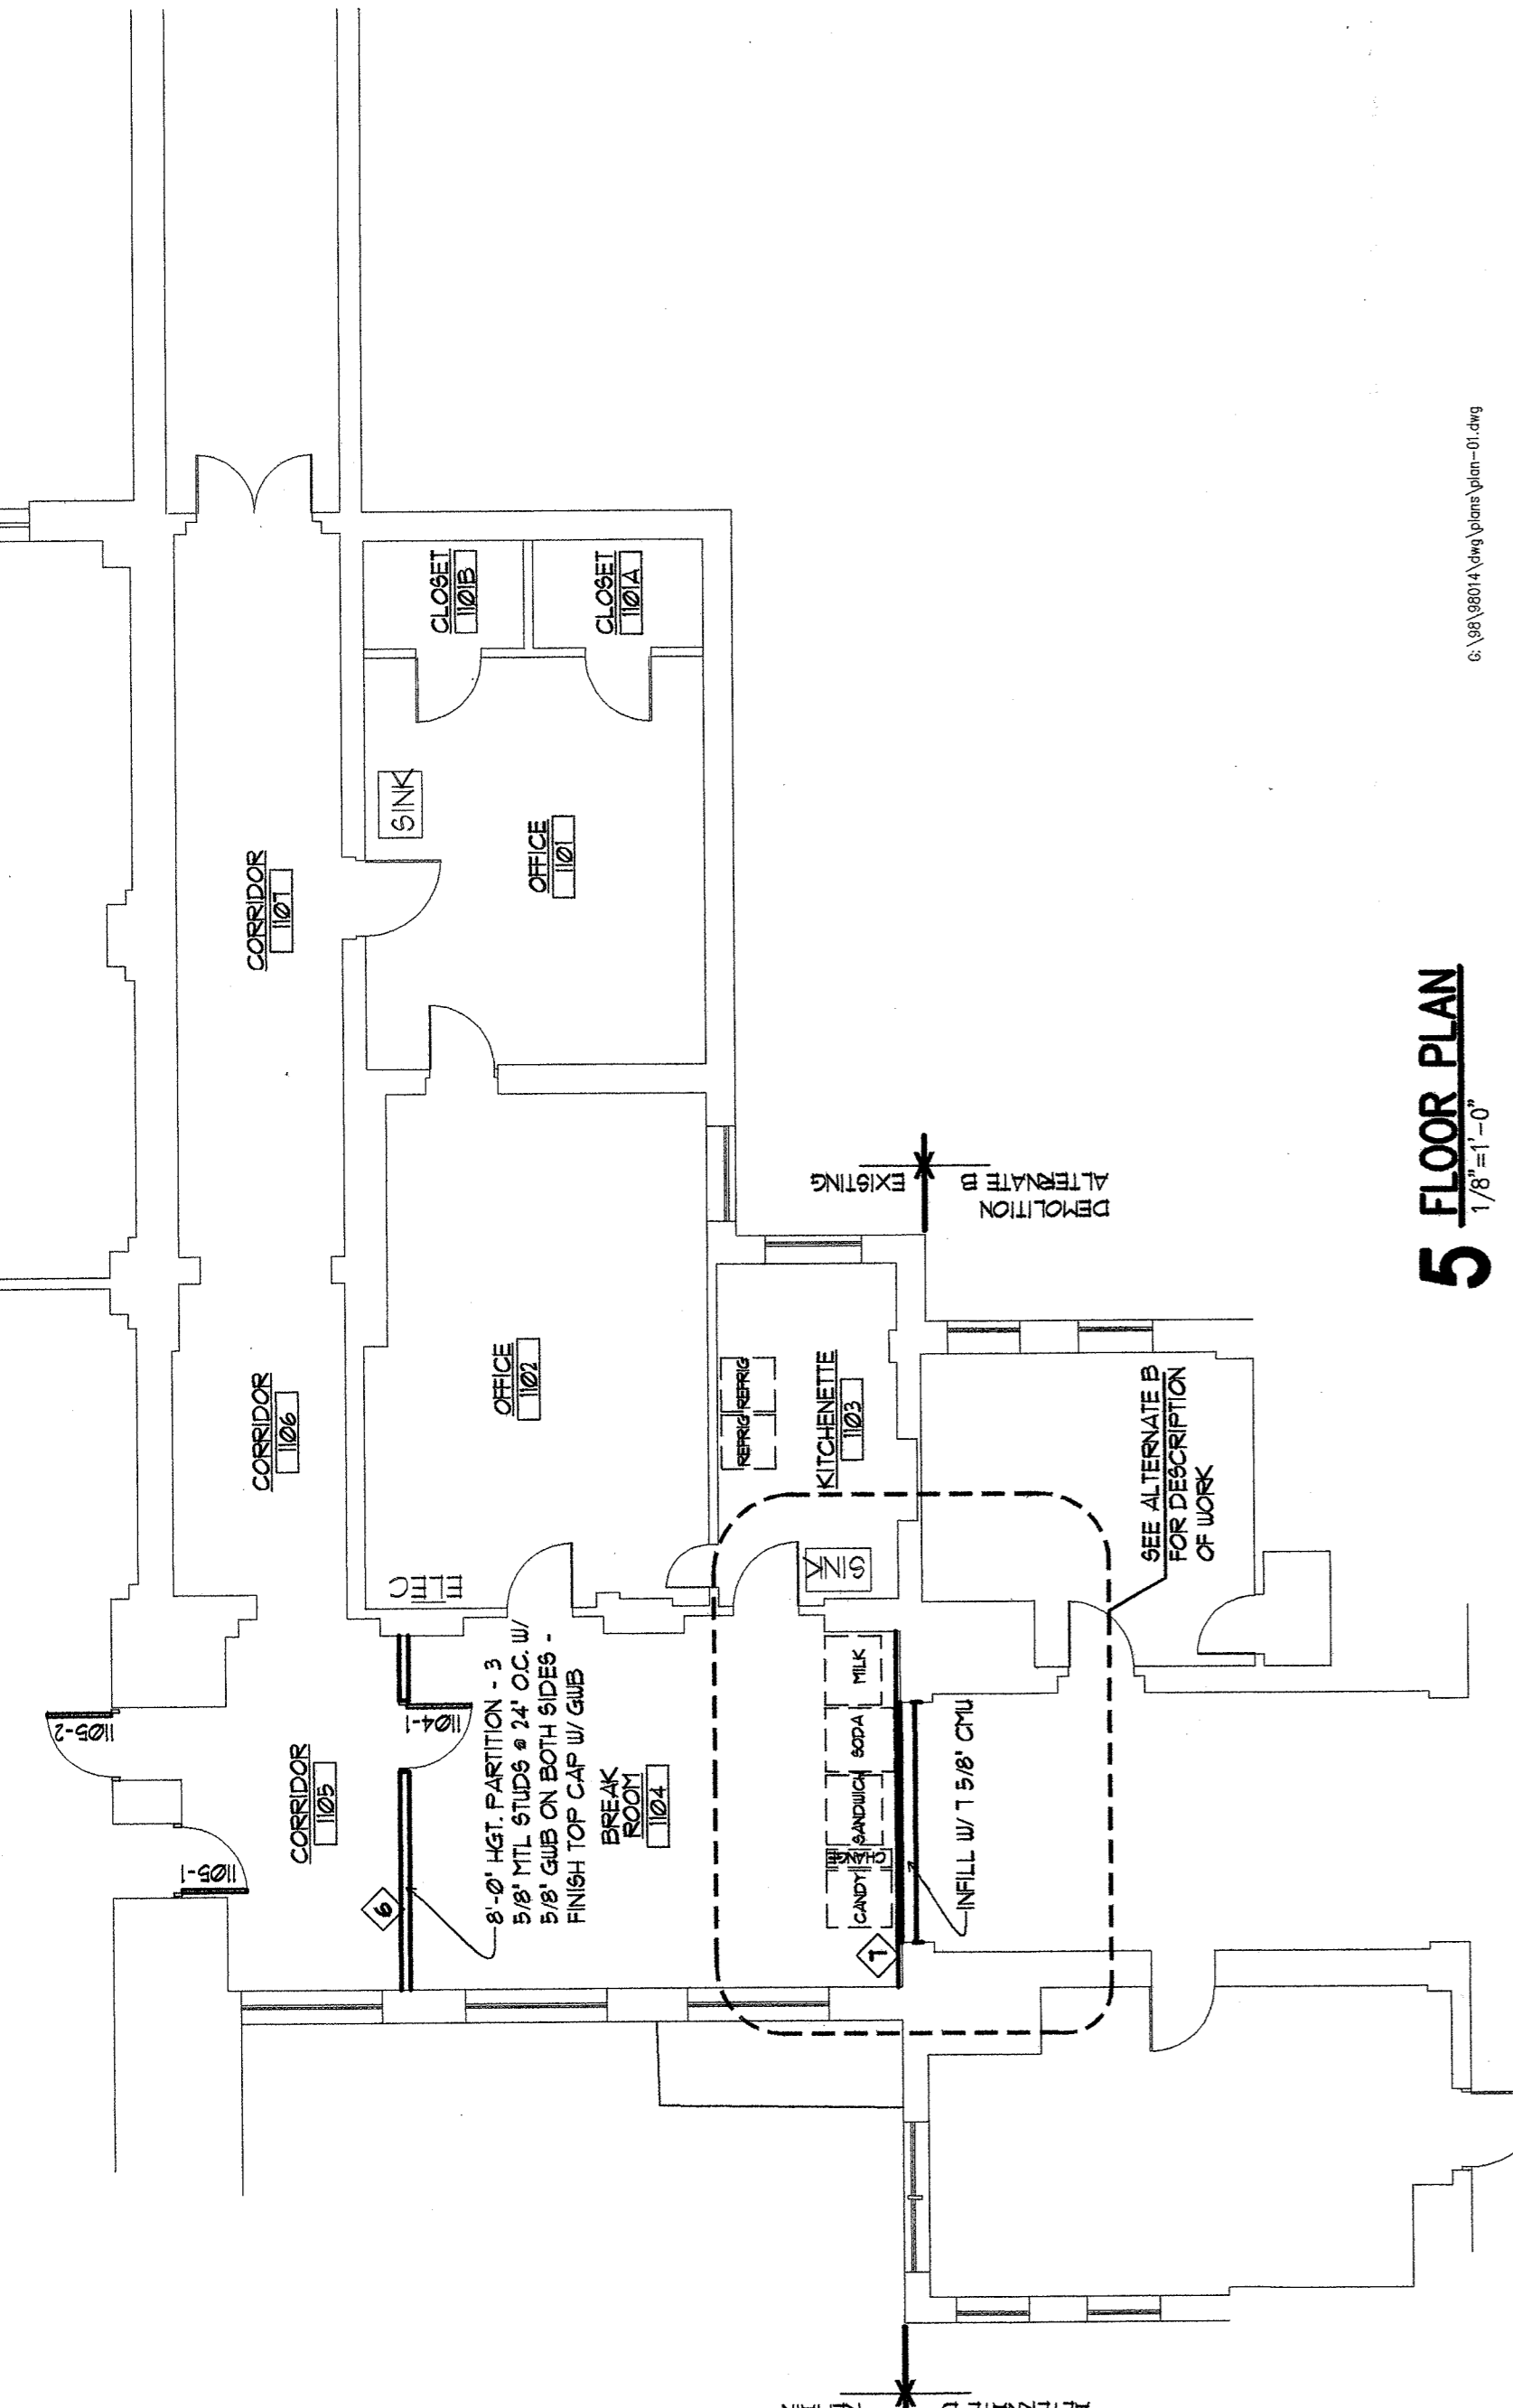 CORRIDOR
1107
CORRIDOR
1106
CORRIDOR
1105
1105-2
1105-1
1104-1
6
8'-0" HGT. PARTITION - 3
5/8" MTL STUDS @ 24" O.C. W/
5/8" GWB ON BOTH SIDES -
FINISH TOP CAP W/ GWB
BREAK
ROOM
1104
ELEC
OFFICE
1102
OFFICE
1101
SINK
CLOSET
1101B
CLOSET
1101A
REFRIG
REFRIG
KITCHENETTE
1103
SINK
MILK
SODA
SANDWICH
CHANGE
CANDY
7
INFILL W/ 7 5/8" CMU
SEE ALTERNATE B
FOR DESCRIPTION
OF WORK
EXISTING
ALTERNATE B
DEMOLITION
5 FLOOR PLAN
1/8"=1'-0"
G:\98\98014\dwg\plans\plan-01.dwg